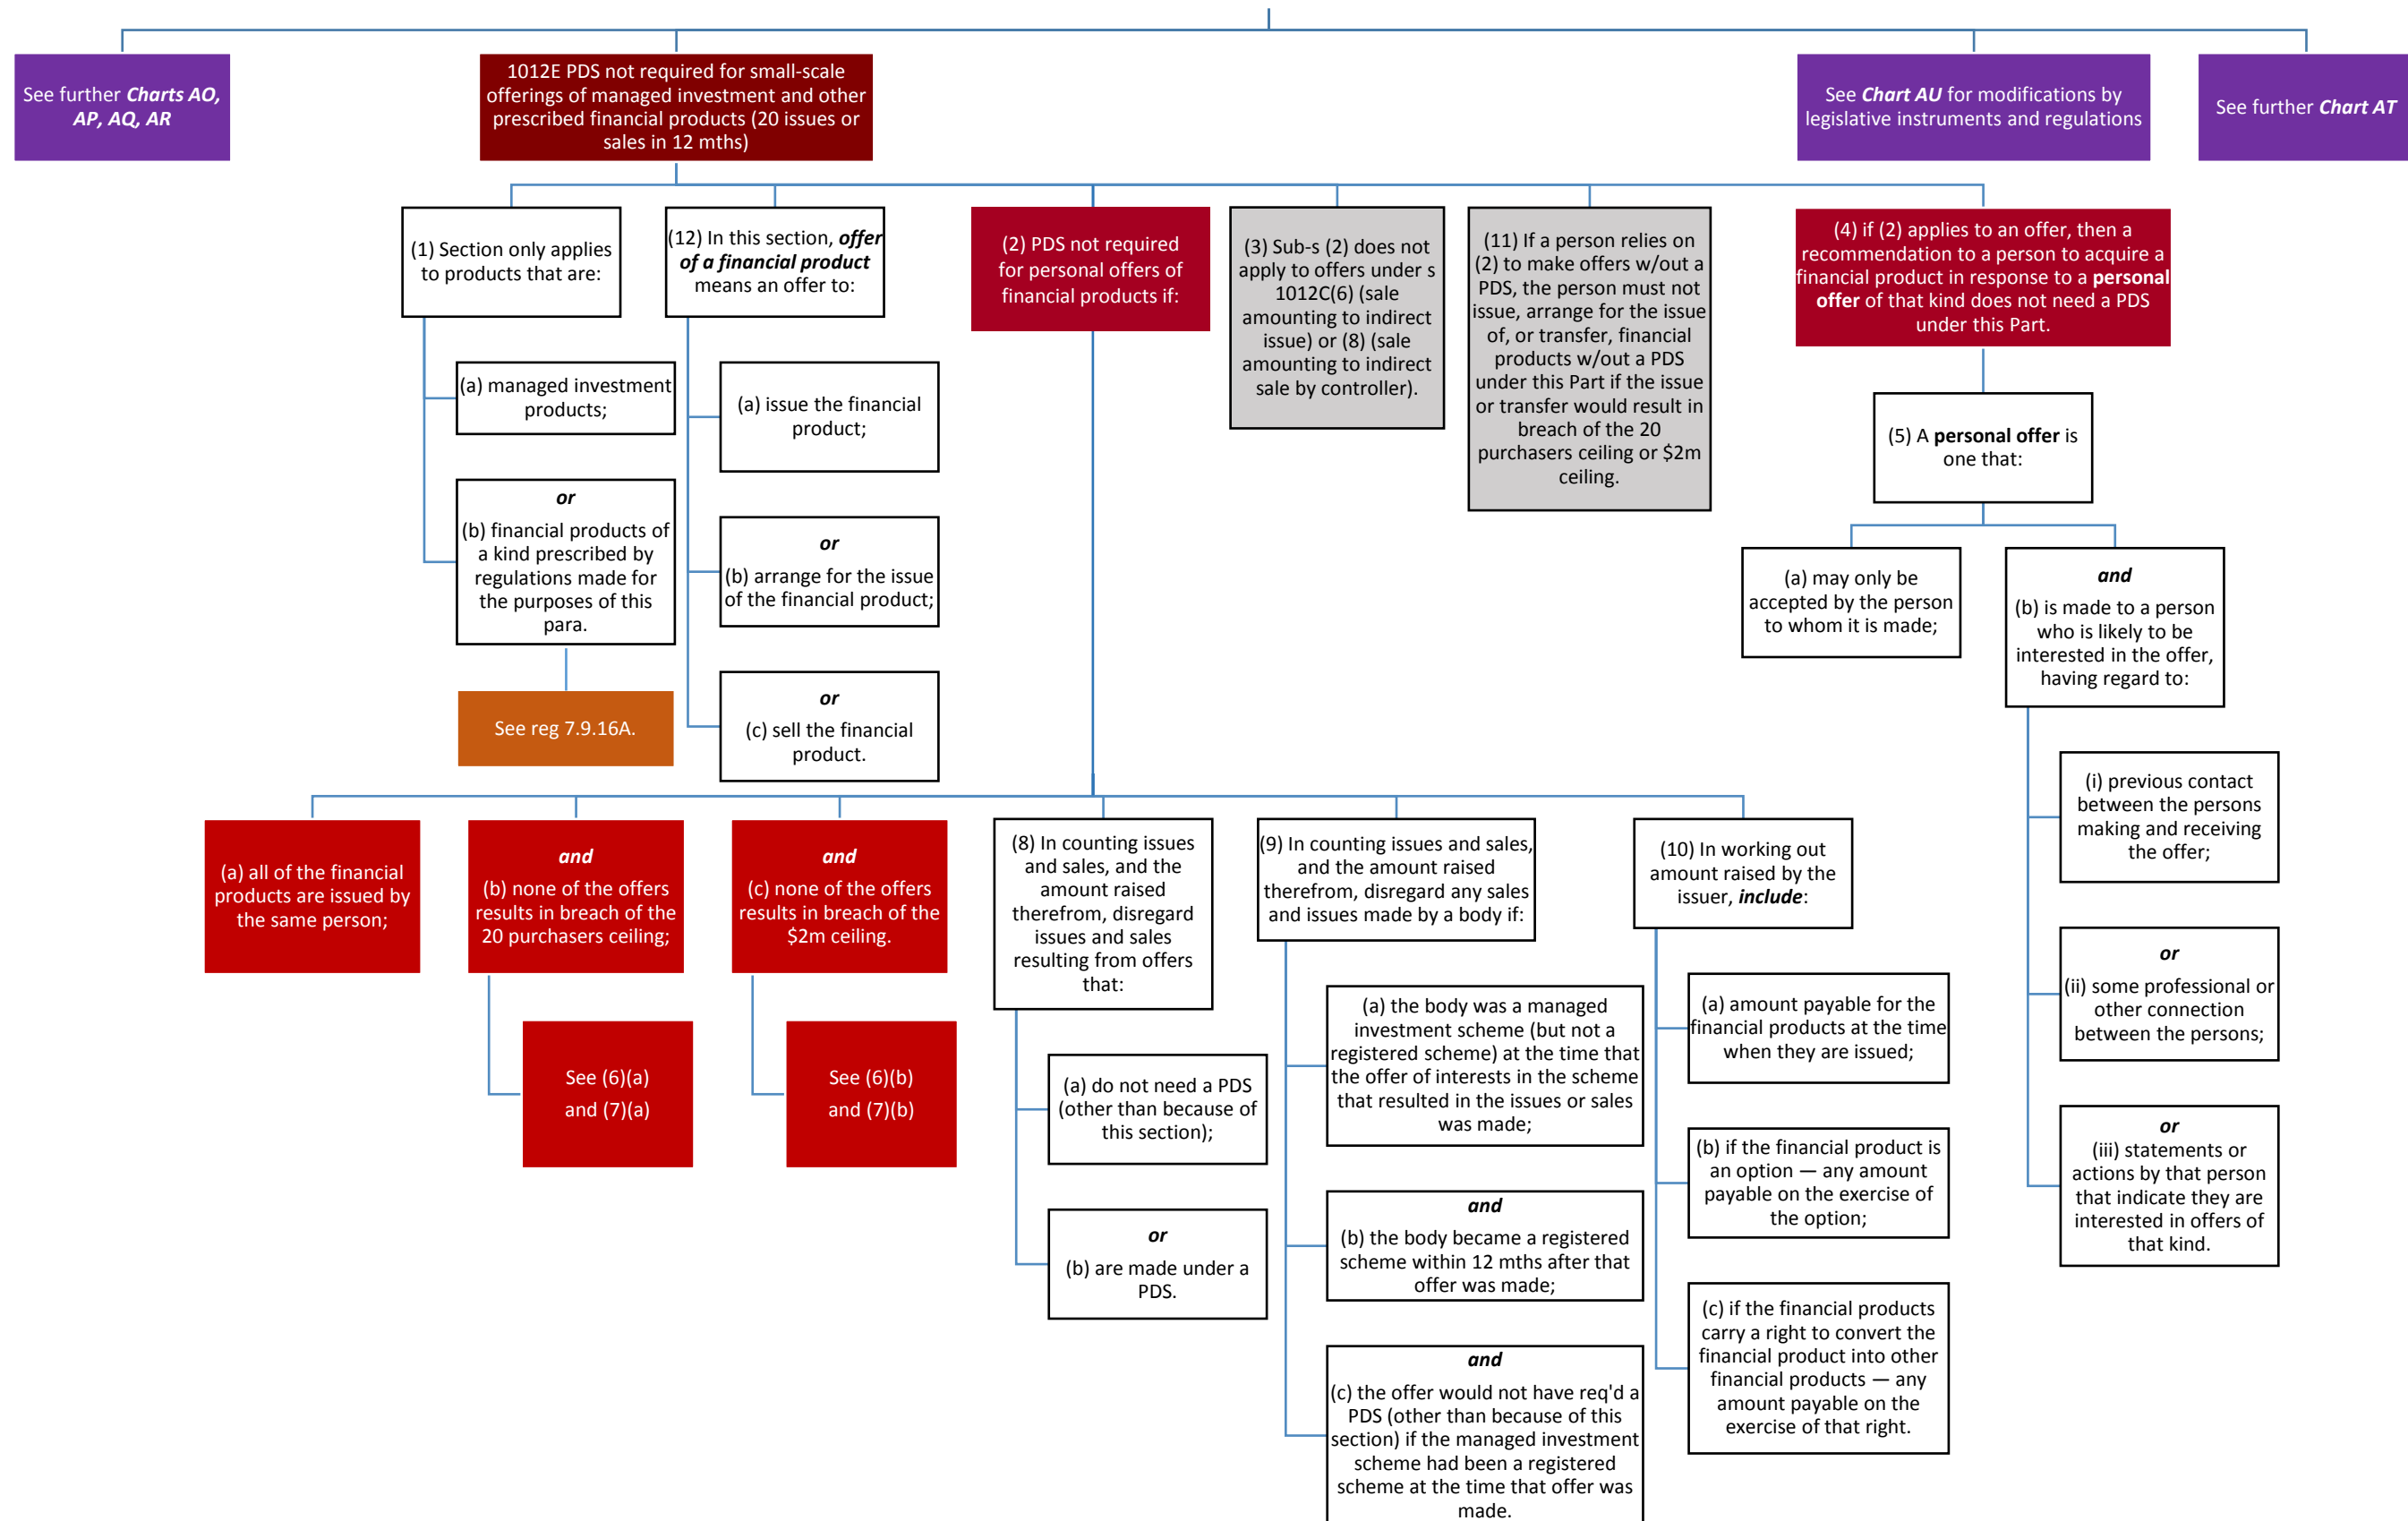 See further Charts AO,
AP, AQ, AR
1012E PDS not required for small-scale
offerings of managed investment and other
prescribed financial products (20 issues or
sales in 12 mths)
See Chart AU for modifications by
legislative instruments and regulations
See further Chart AT
(1) Section only applies
to products that are:
(a) managed investment
products;
or
(b) financial products of
a kind prescribed by
regulations made for
the purposes of this
para.
See reg 7.9.16A.
(12) In this section, offer
of a financial product
means an offer to:
(a) issue the financial
product;
or
(b) arrange for the issue
of the financial product;
or
(c) sell the financial
product.
(2) PDS not required
for personal offers of
financial products if:
(3) Sub-s (2) does not
apply to offers under s
1012C(6) (sale
amounting to indirect
issue) or (8) (sale
amounting to indirect
sale by controller).
(11) If a person relies on
(2) to make offers w/out a
PDS, the person must not
issue, arrange for the issue
of, or transfer, financial
products w/out a PDS
under this Part if the issue
or transfer would result in
breach of the 20
purchasers ceiling or $2m
ceiling.
(4) if (2) applies to an offer, then a
recommendation to a person to acquire a
financial product in response to a personal
offer of that kind does not need a PDS
under this Part.
(5) A personal offer is
one that:
(a) may only be
accepted by the person
to whom it is made;
and
(b) is made to a person
who is likely to be
interested in the offer,
having regard to:
(i) previous contact
between the persons
making and receiving
the offer;
or
(ii) some professional or
other connection
between the persons;
or
(iii) statements or
actions by that person
that indicate they are
interested in offers of
that kind.
(a) all of the financial
products are issued by
the same person;
and
(b) none of the offers
results in breach of the
20 purchasers ceiling;
See (6)(a)
and (7)(a)
and
(c) none of the offers
results in breach of the
$2m ceiling.
See (6)(b)
and (7)(b)
(8) In counting issues
and sales, and the
amount raised
therefrom, disregard
issues and sales
resulting from offers
that:
(a) do not need a PDS
(other than because of
this section);
or
(b) are made under a
PDS.
(9) In counting issues and sales,
and the amount raised
therefrom, disregard any sales
and issues made by a body if:
(a) the body was a managed
investment scheme (but not a
registered scheme) at the time that
the offer of interests in the scheme
that resulted in the issues or sales
was made;
and
(b) the body became a registered
scheme within 12 mths after that
offer was made;
and
(c) the offer would not have req'd a
PDS (other than because of this
section) if the managed investment
scheme had been a registered
scheme at the time that offer was
made.
(10) In working out
amount raised by the
issuer, include:
(a) amount payable for the
financial products at the time
when they are issued;
(b) if the financial product is
an option — any amount
payable on the exercise of
the option;
(c) if the financial products
carry a right to convert the
financial product into other
financial products — any
amount payable on the
exercise of that right.